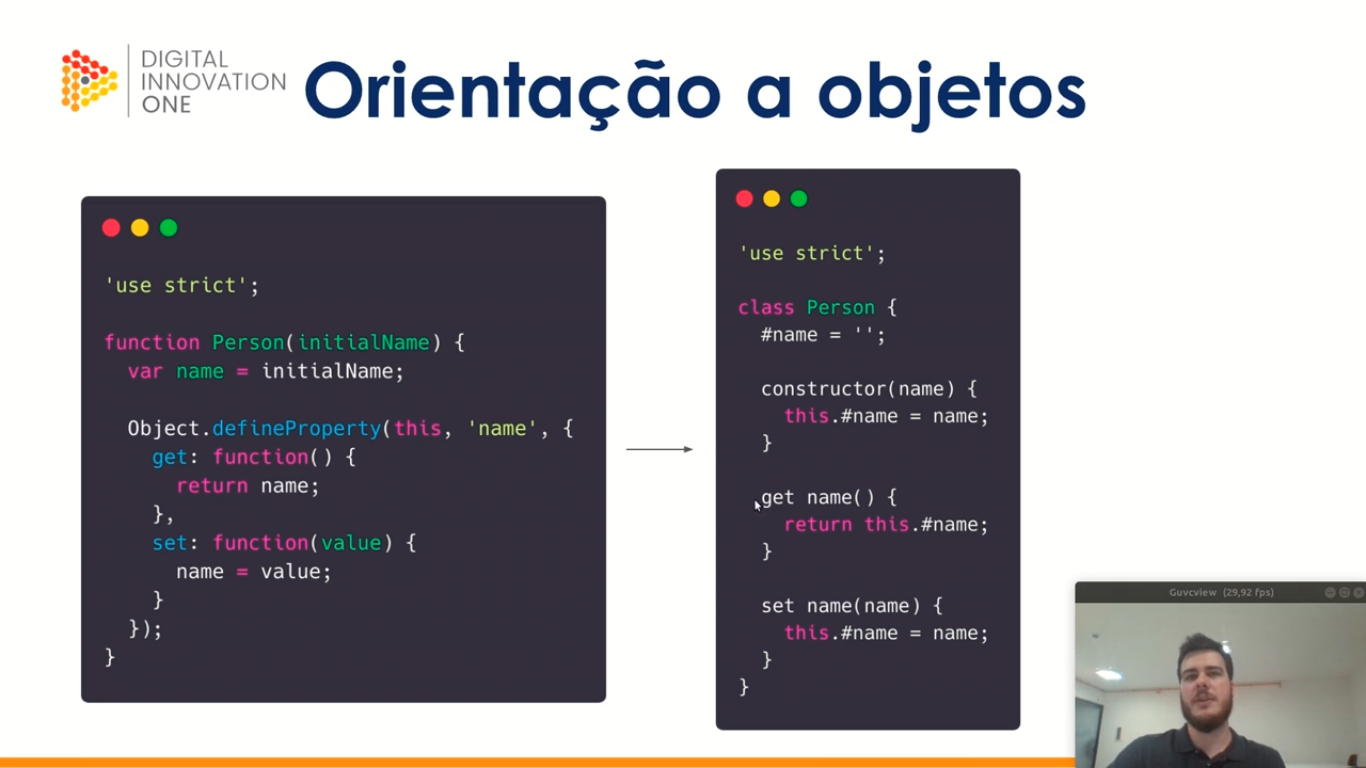 DIGITAL
INNOVATION
ONE
Orientação a objetos
'use strict';
function Person(initialName) {
var name = initialName;
Object.defineProperty(this, 'name', {
get: function() {
return name;
},
set: function(value) {
name = value;
}
});
}
'use strict';
class Person {
#name = '';
constructor(name) {
this.#name = name;
}
get name() {
return this.#name;
}
set name(name) {
this.#name = name;
}
}
Guvcview (29,92 fps)